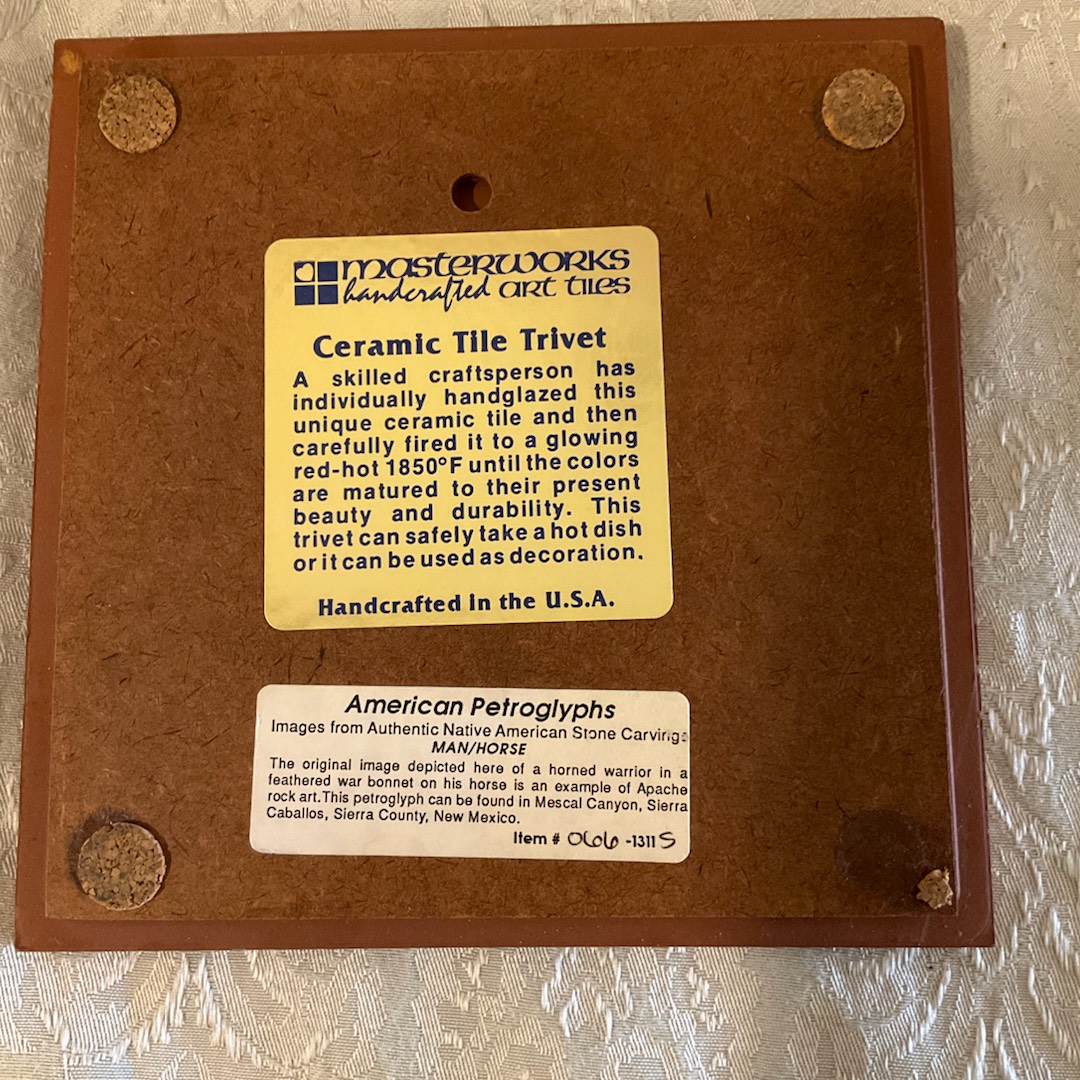 masterworks
handcrafted art tiles
Ceramic Tile Trivet
A skilled craftsperson has
individually handglazed this
unique ceramic tile and then
carefully fired it to a glowing
red-hot 1850°F until the colors
are matured to their present
beauty and durability. This
trivet can safely take a hot dish
or it can be used as decoration.
Handcrafted in the U.S.A.
American Petroglyphs
Images from Authentic Native American Stone Carvings
MAN/HORSE
The original image depicted here of a horned warrior in a
feathered war bonnet on his horse is an example of Apache
rock art.This petroglyph can be found in Mescal Canyon, Sierra
Caballos, Sierra County, New Mexico.
Item # 0606 -1311 S